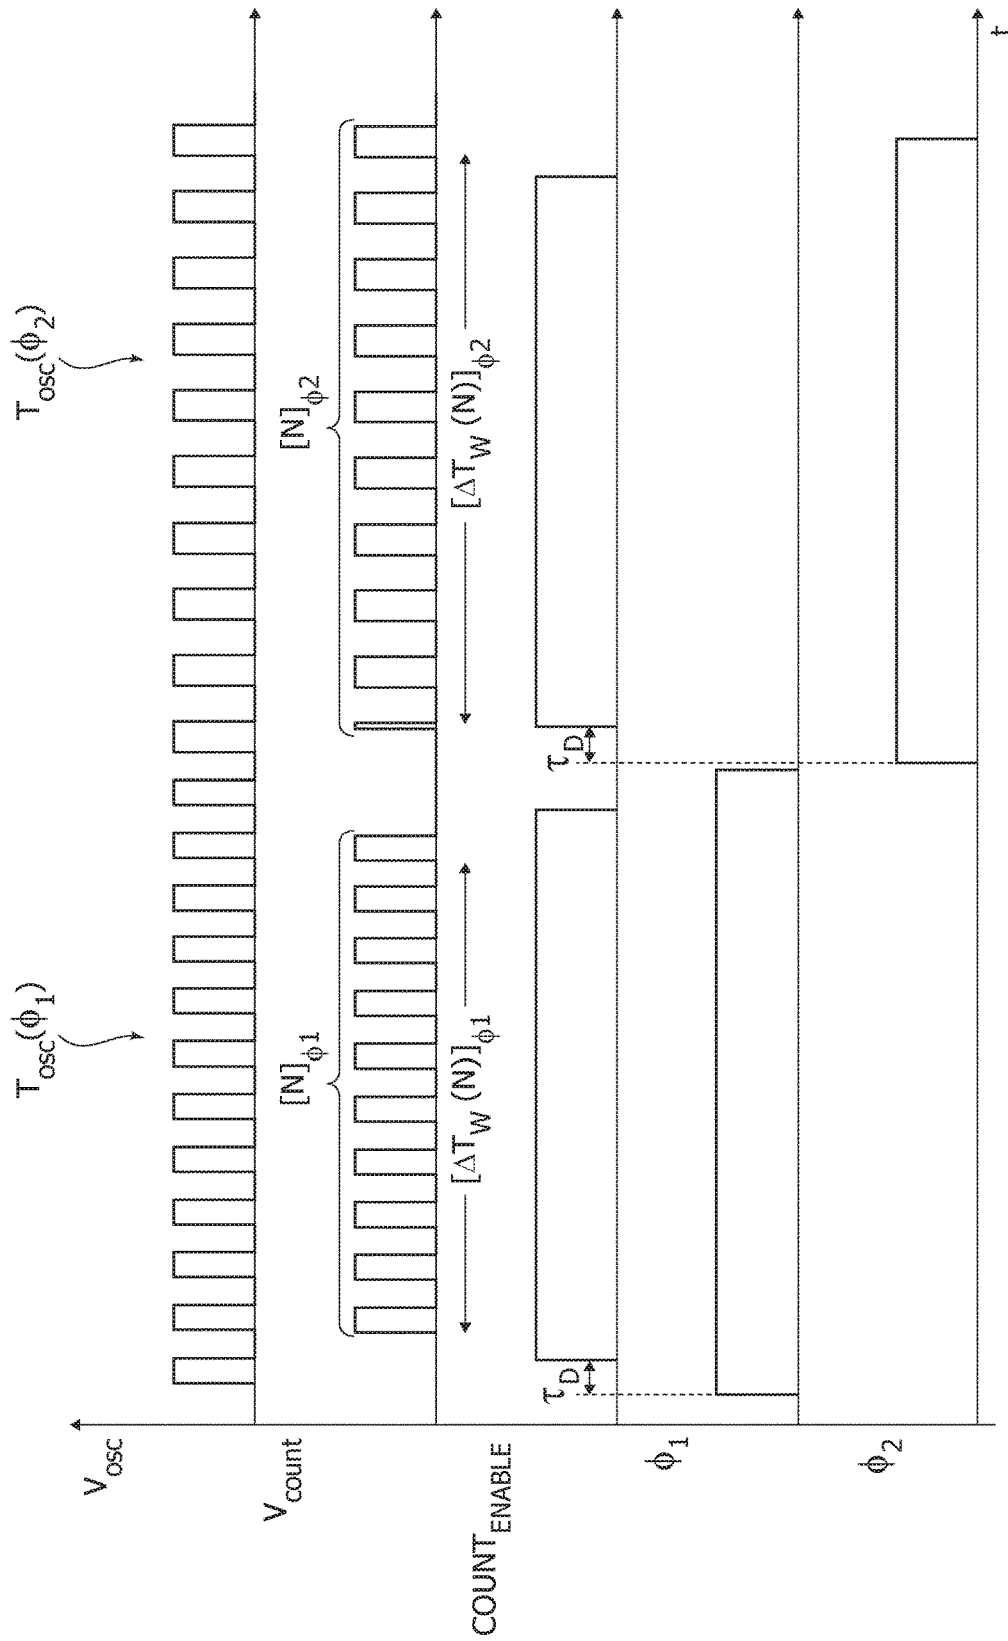 T_osc(ϕ_1)
T_osc(ϕ_2)
V_osc
[N]_ϕ1
[N]_ϕ2
V_count
[ΔT_W (N)]_ϕ1
[ΔT_W (N)]_ϕ2
COUNT_ENABLE
τ_D
τ_D
ϕ_1
ϕ_2
t